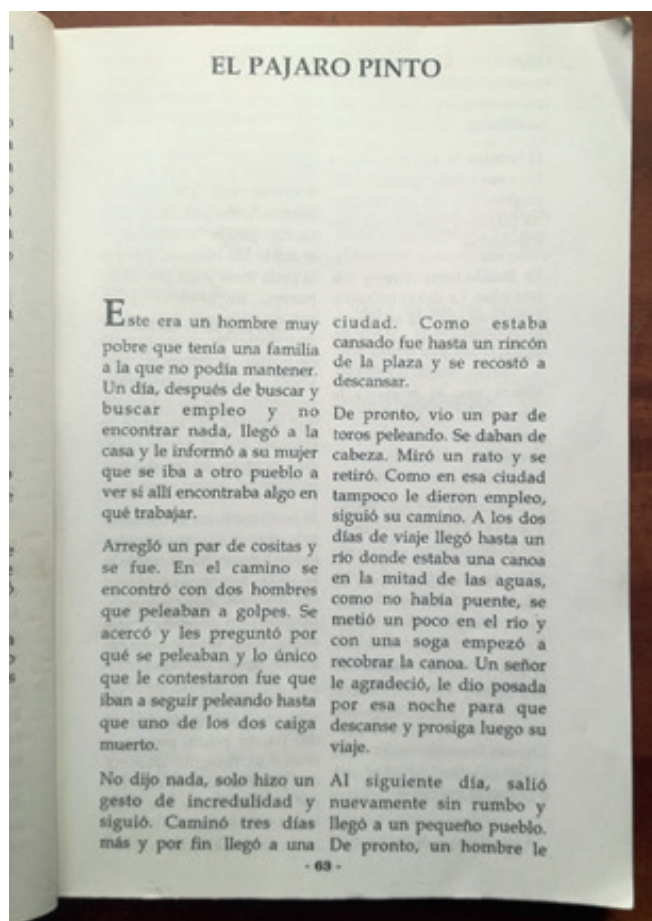 EL PAJARO PINTO
Este era un hombre muy
pobre que tenía una familia
a la que no podía mantener.
Un día, después de buscar y
buscar empleo y no
encontrar nada, llegó a la
casa y le informó a su mujer
que se iba a otro pueblo a
ver si allí encontraba algo en
qué trabajar.
Arregló un par de cositas y
se fue. En el camino se
encontró con dos hombres
que peleaban a golpes. Se
acercó y les preguntó por
qué se peleaban y lo único
que le contestaron fue que
iban a seguir peleando hasta
que uno de los dos caiga
muerto.
No dijo nada, solo hizo un
gesto de incredulidad y
siguió. Caminó tres días
más y por fin llegó a una
ciudad. Como estaba
cansado fue hasta un rincón
de la plaza y se recostó a
descansar.
De pronto, vio un par de
toros peleando. Se daban de
cabeza. Miró un rato y se
retiró. Como en esa ciudad
tampoco le dieron empleo,
siguió su camino. A los dos
días de viaje llegó hasta un
río donde estaba una canoa
en la mitad de las aguas,
como no había puente, se
metió un poco en el río y
con una soga empezó a
recobrar la canoa. Un señor
le agradeció, le dio posada
por esa noche para que
descanse y prosiga luego su
viaje.
Al siguiente día, salió
nuevamente sin rumbo y
llegó a un pequeño pueblo.
De pronto, un hombre le
- 63 -